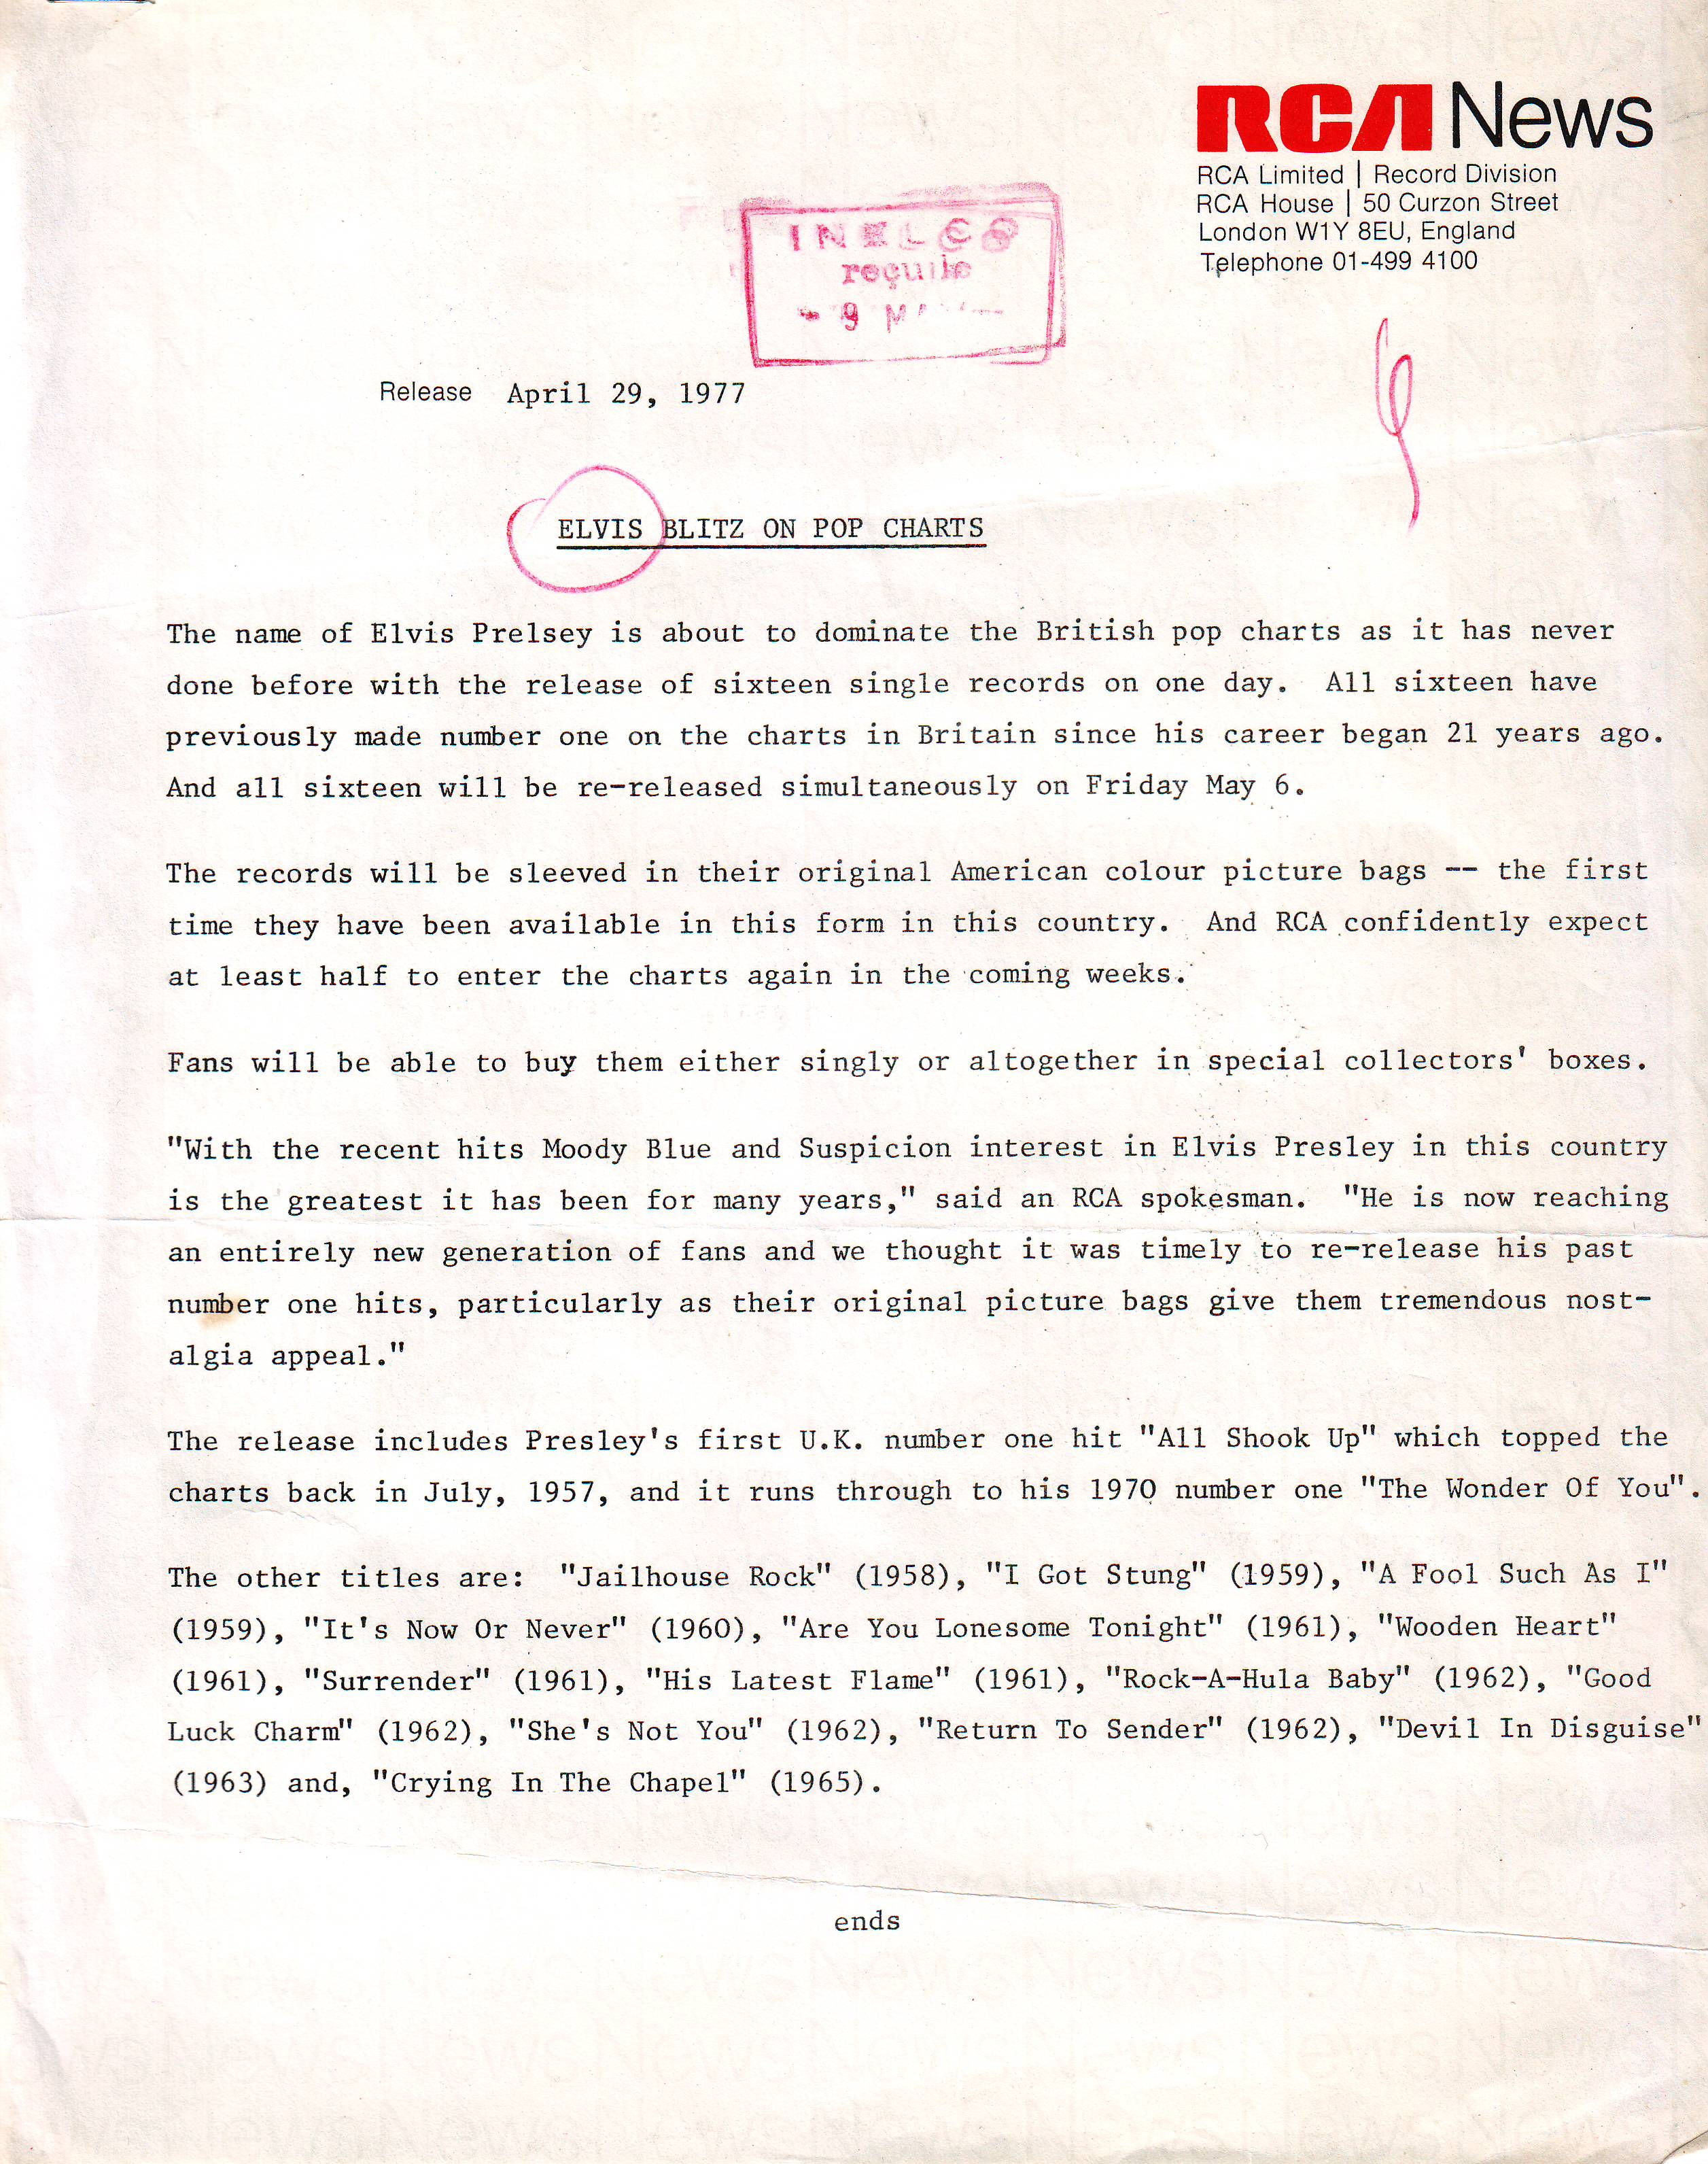 RCA News
RCA Limited | Record Division
RCA House | 50 Curzon Street
London W1Y 8EU, England
Telephone 01-499 4100
INELCO
reçu le
- 9
Release April 29, 1977
ELVIS BLITZ ON POP CHARTS
The name of Elvis Prelsey is about to dominate the British pop charts as it has never
done before with the release of sixteen single records on one day. All sixteen have
previously made number one on the charts in Britain since his career began 21 years ago.
And all sixteen will be re-released simultaneously on Friday May 6.
The records will be sleeved in their original American colour picture bags -- the first
time they have been available in this form in this country. And RCA confidently expect
at least half to enter the charts again in the coming weeks.
Fans will be able to buy them either singly or altogether in special collectors' boxes.
"With the recent hits Moody Blue and Suspicion interest in Elvis Presley in this country
is the greatest it has been for many years," said an RCA spokesman. "He is now reaching
an entirely new generation of fans and we thought it was timely to re-release his past
number one hits, particularly as their original picture bags give them tremendous nost-
algia appeal."
The release includes Presley's first U.K. number one hit "All Shook Up" which topped the
charts back in July, 1957, and it runs through to his 1970 number one "The Wonder Of You".
The other titles are: "Jailhouse Rock" (1958), "I Got Stung" (1959), "A Fool Such As I"
(1959), "It's Now Or Never" (1960), "Are You Lonesome Tonight" (1961), "Wooden Heart"
(1961), "Surrender" (1961), "His Latest Flame" (1961), "Rock-A-Hula Baby" (1962), "Good
Luck Charm" (1962), "She's Not You" (1962), "Return To Sender" (1962), "Devil In Disguise"
(1963) and, "Crying In The Chapel" (1965).
ends